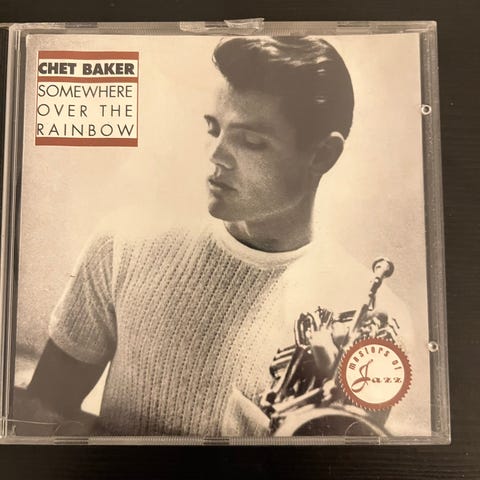 CHET BAKER
SOMEWHERE
OVER THE
RAINBOW
masters of
Jazz